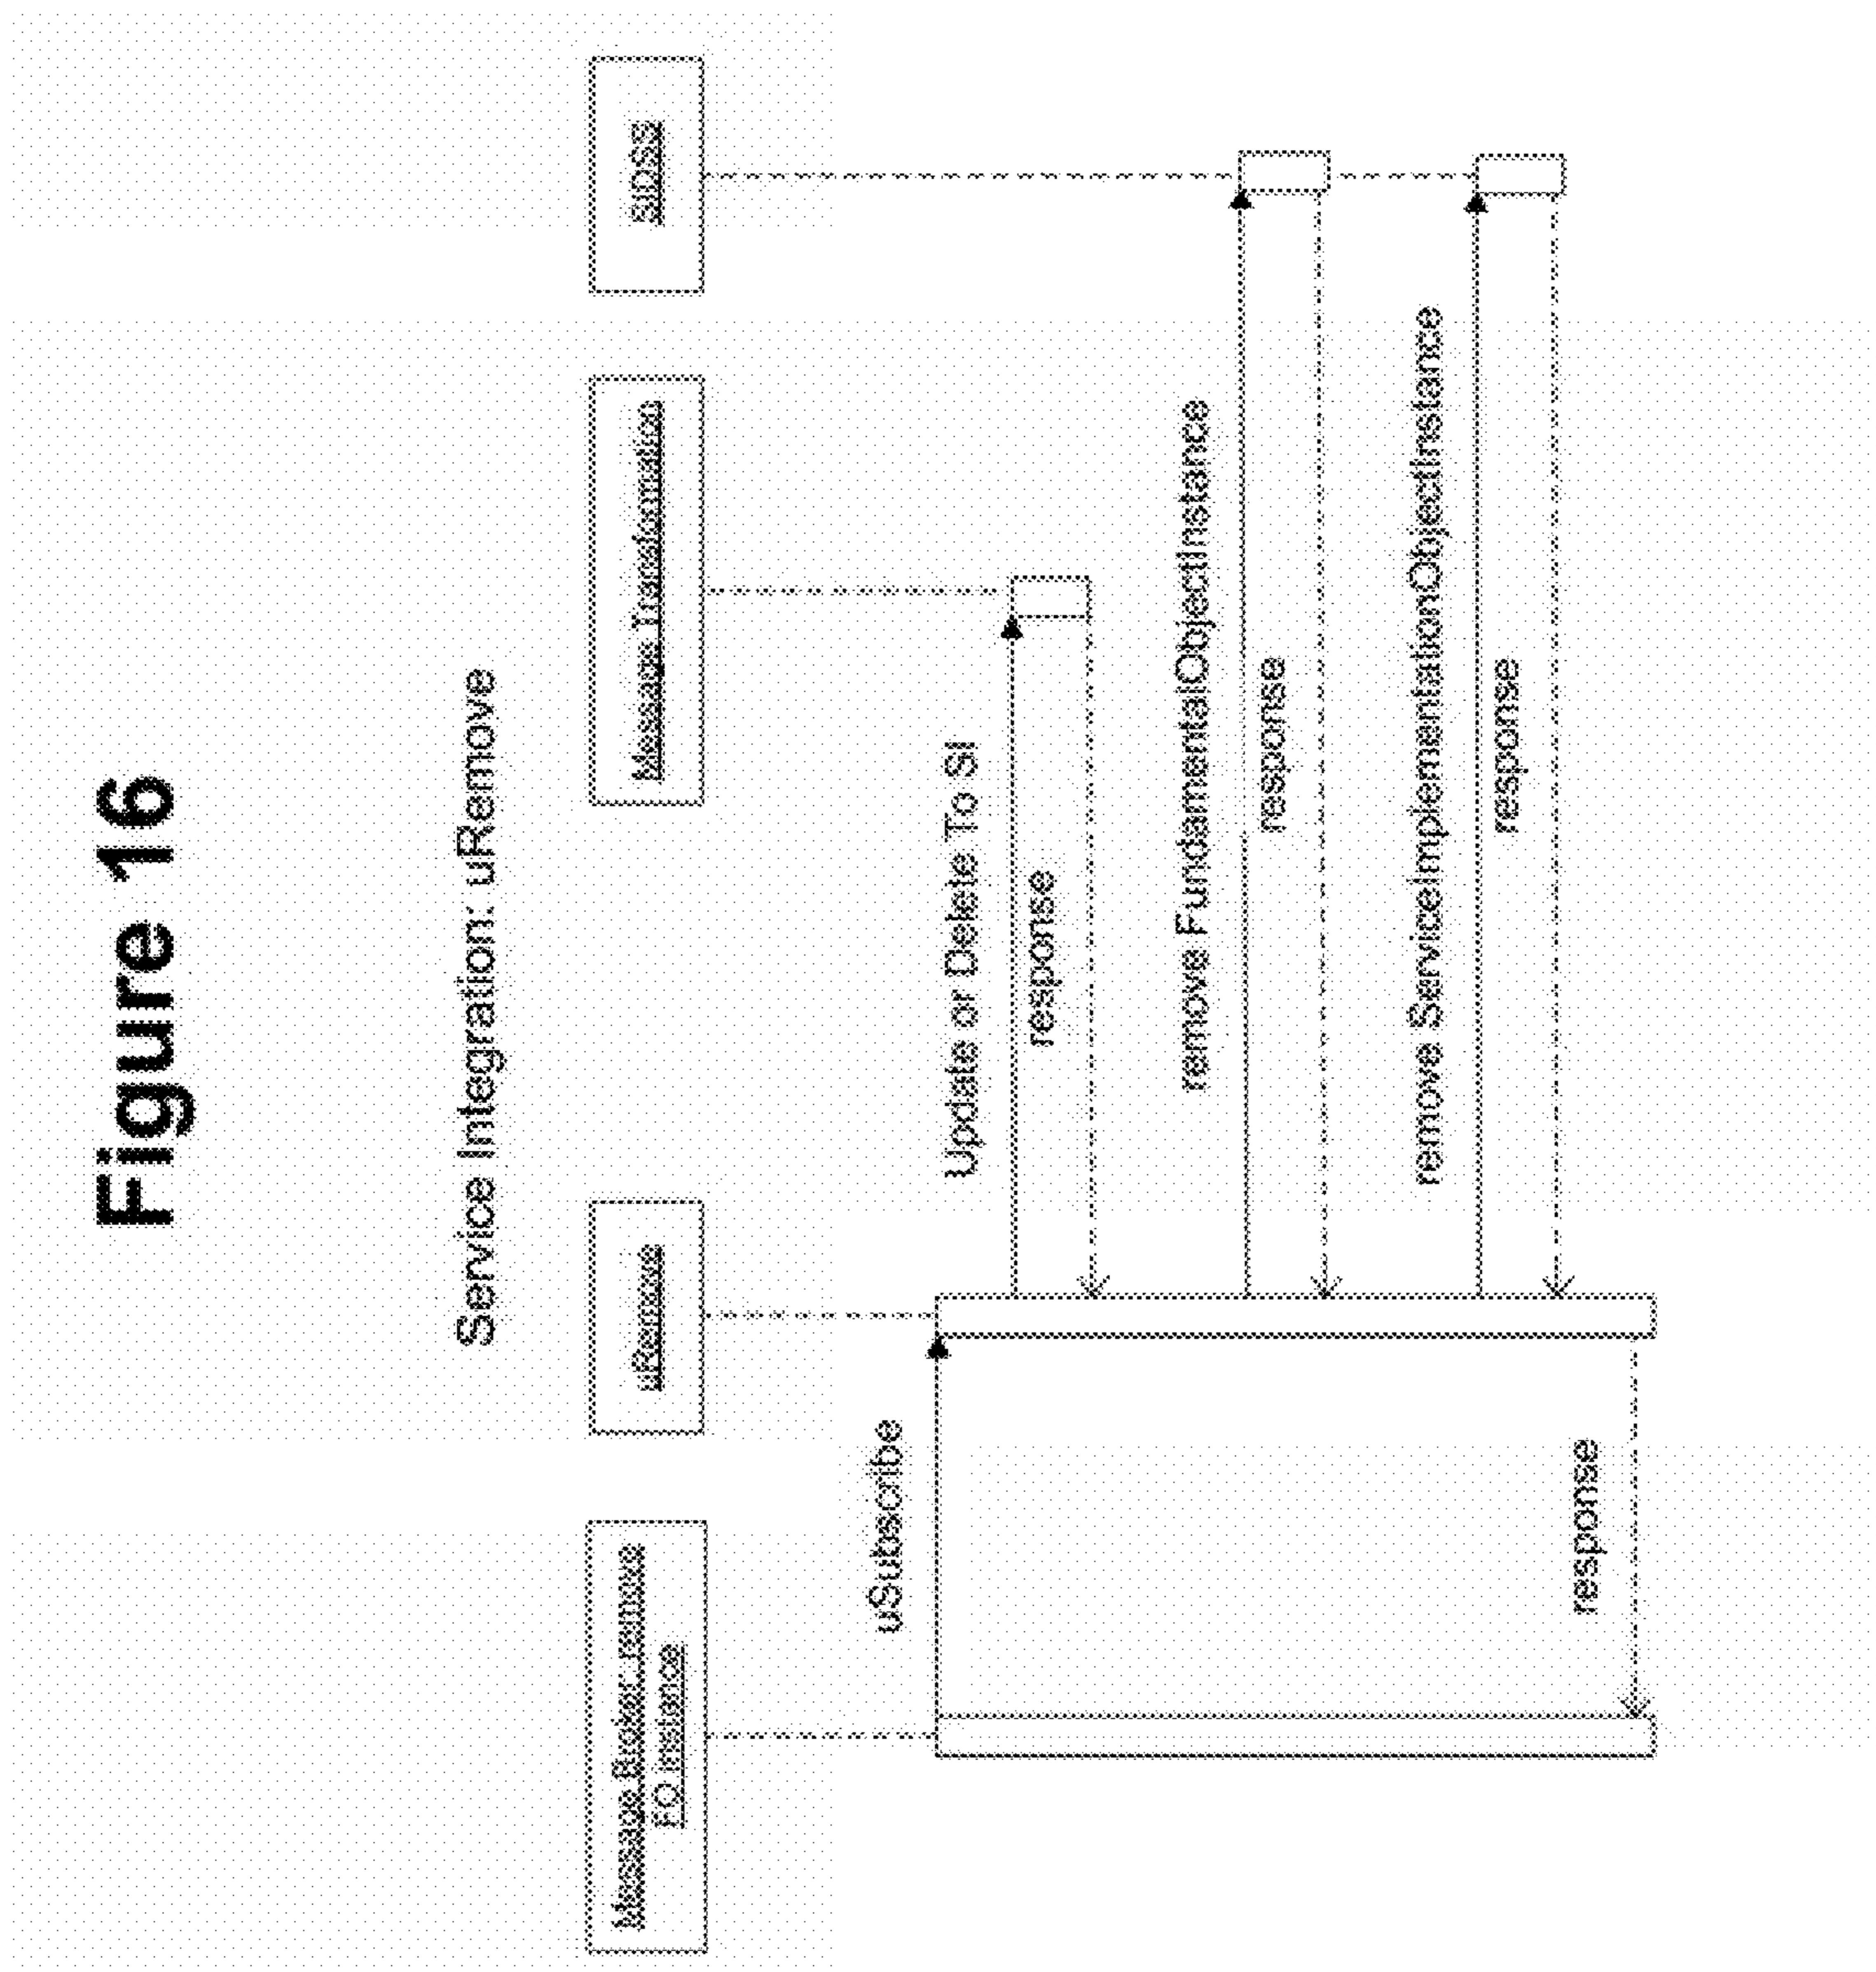 Figure 16
Service Integration: uRemove
Message Broker: remove
FO instance
uRemove
Message Transformation
SIDSS
uSubscribe
Update or Delete To SI
response
remove FundamentalObjectInstance
response
remove ServiceImplementationObjectInstance
response
response